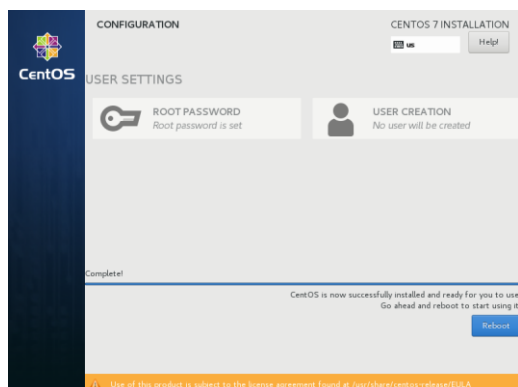 CONFIGURATION
CENTOS 7 INSTALLATION
us
Help!
CentOS
USER SETTINGS
ROOT PASSWORD
Root password is set
USER CREATION
No user will be created
Complete!
CentOS is now successfully installed and ready for you to use
Go ahead and reboot to start using it
Reboot
Use of this product is subject to the license agreement found at /usr/share/centos-release/EULA